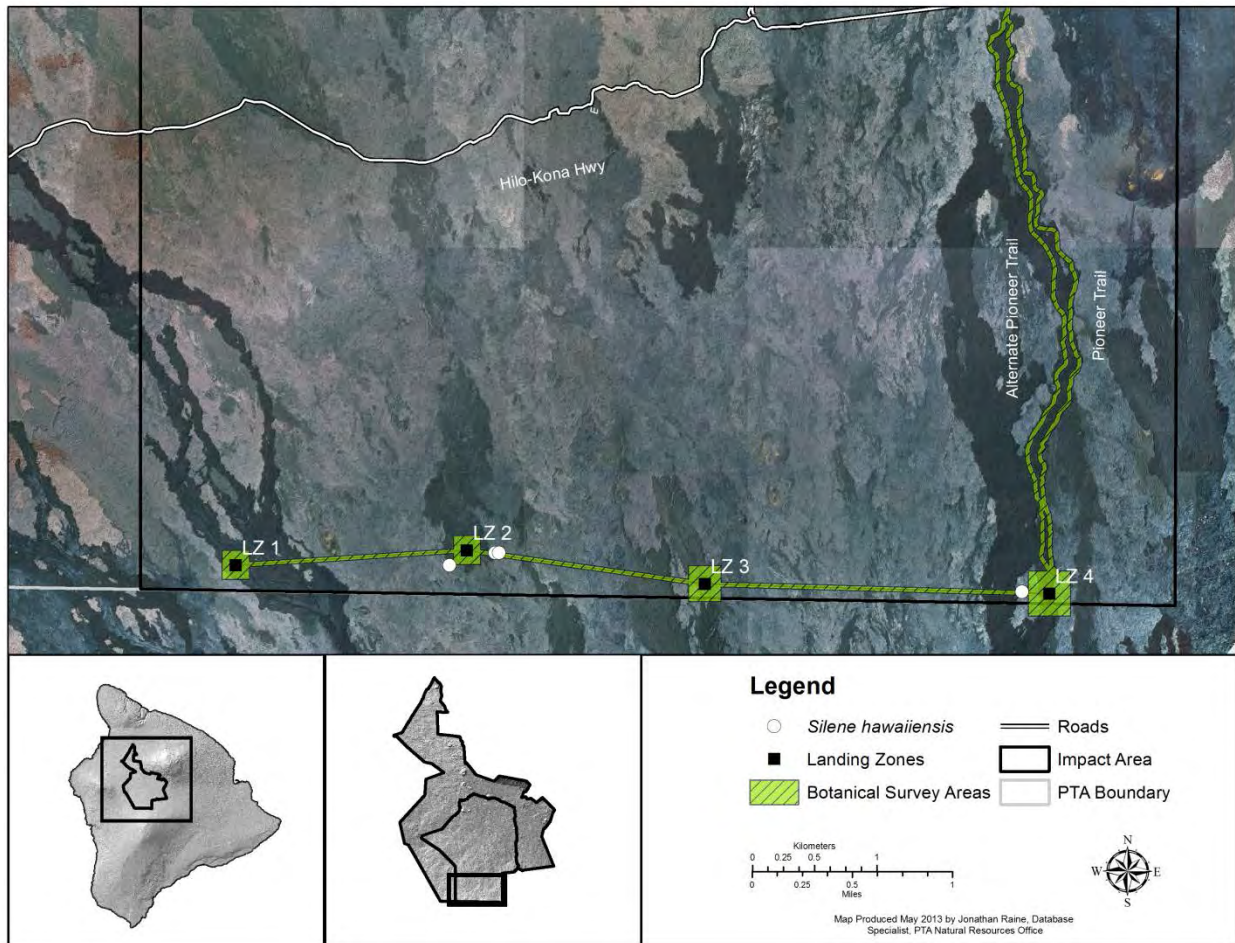 E
Hilo-Kona Hwy
Alternate Pioneer Trail
Pioneer Trail
LZ 1
LZ 2
LZ 3
LZ 4
Legend
Silene hawaiiensis
Roads
Landing Zones
Impact Area
Botanical Survey Areas
PTA Boundary
Kilometers
0 0.25 0.5 1
0 0.25 0.5 1
Miles
N
W E
S
Map Produced May 2013 by Jonathan Raine, Database
Specialist, PTA Natural Resources Office